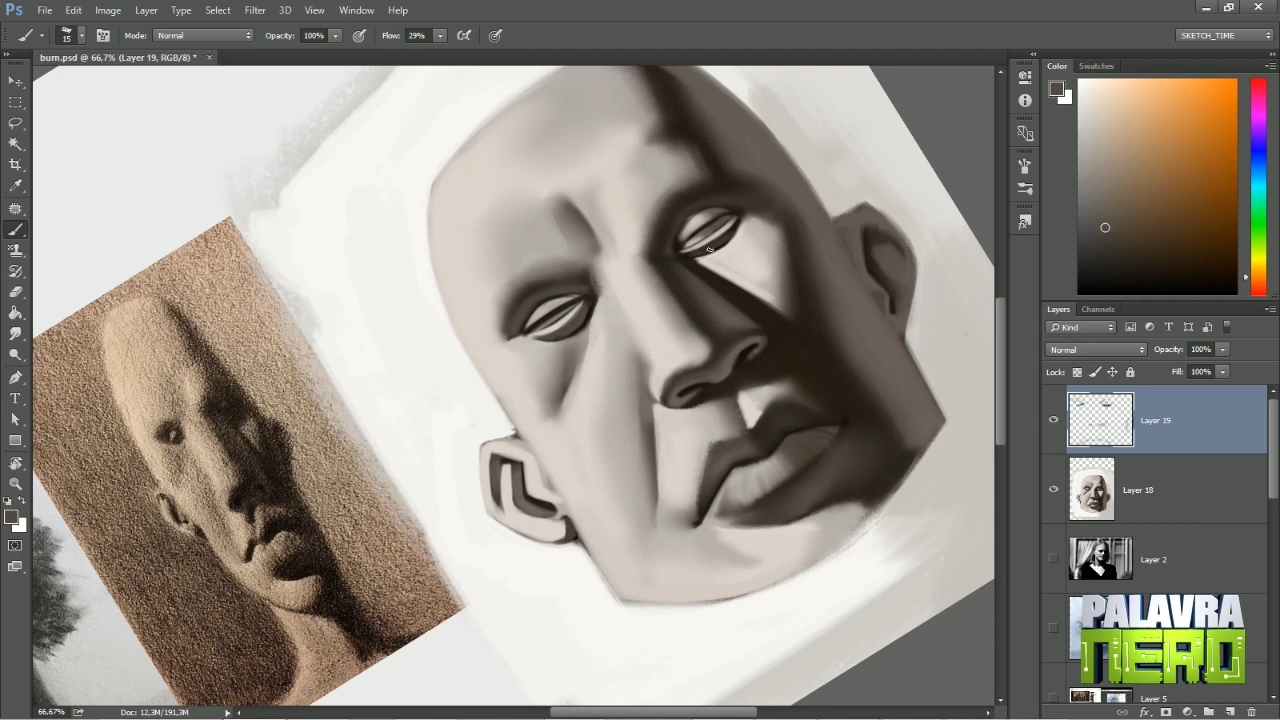 Ps File Edit Image Layer Type Select Filter 3D View Window Help
15 Mode: Normal Opacity: 100% Flow: 29% SKETCH_TIME
bum.psd @ 66,7% (Layer 19, RGB/8) *
Color Swatches
Layers Channels
Kind
Normal Opacity: 100%
Lock: Fill: 100%
Layer 19
Layer 18
Layer 2
PALAVRA
NERD
Layer 5
66,67% Doc: 12,3M/191,3M